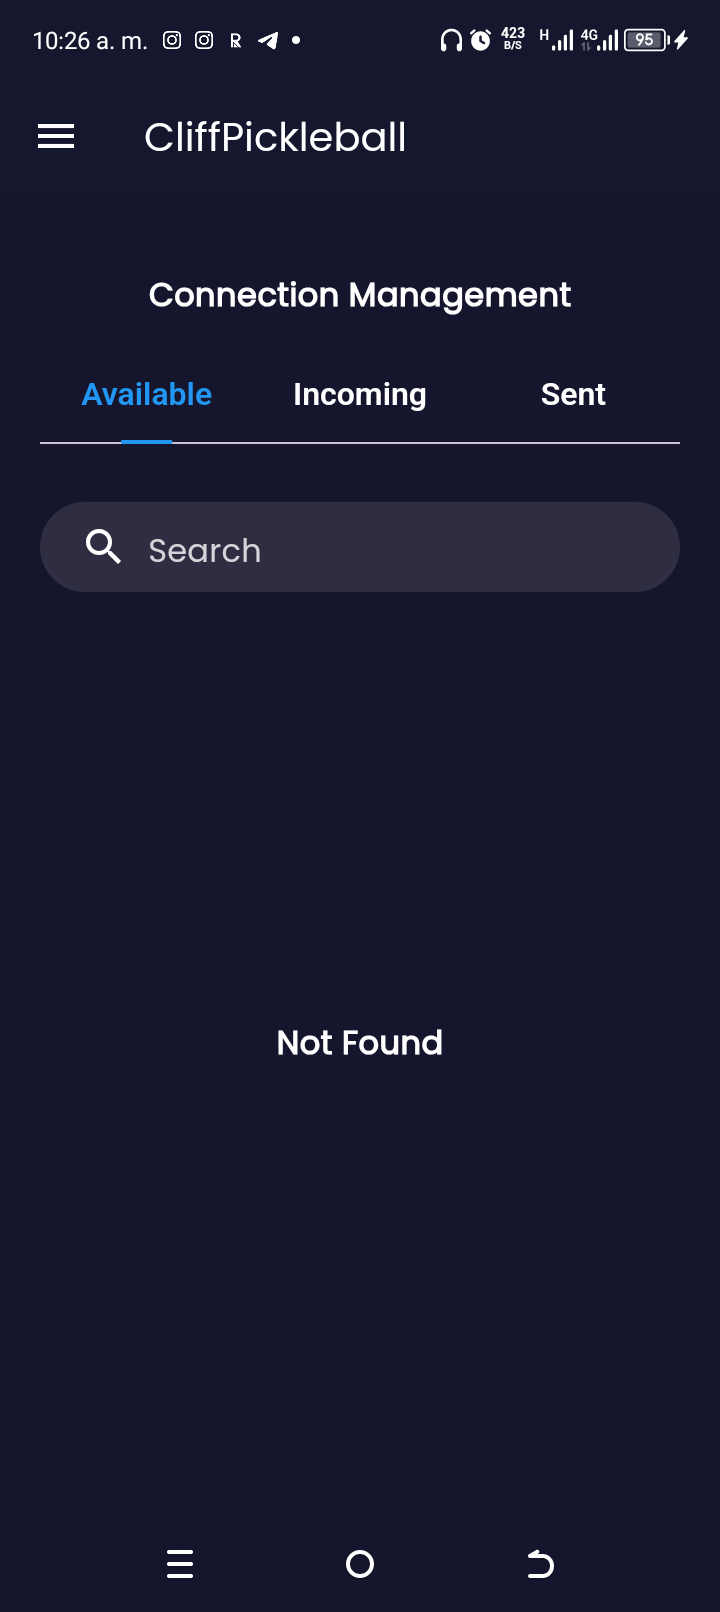 10:26 a. m. 423 B/S H 4G 95
CliffPickleball
Connection Management
Available Incoming Sent
Search
Not Found